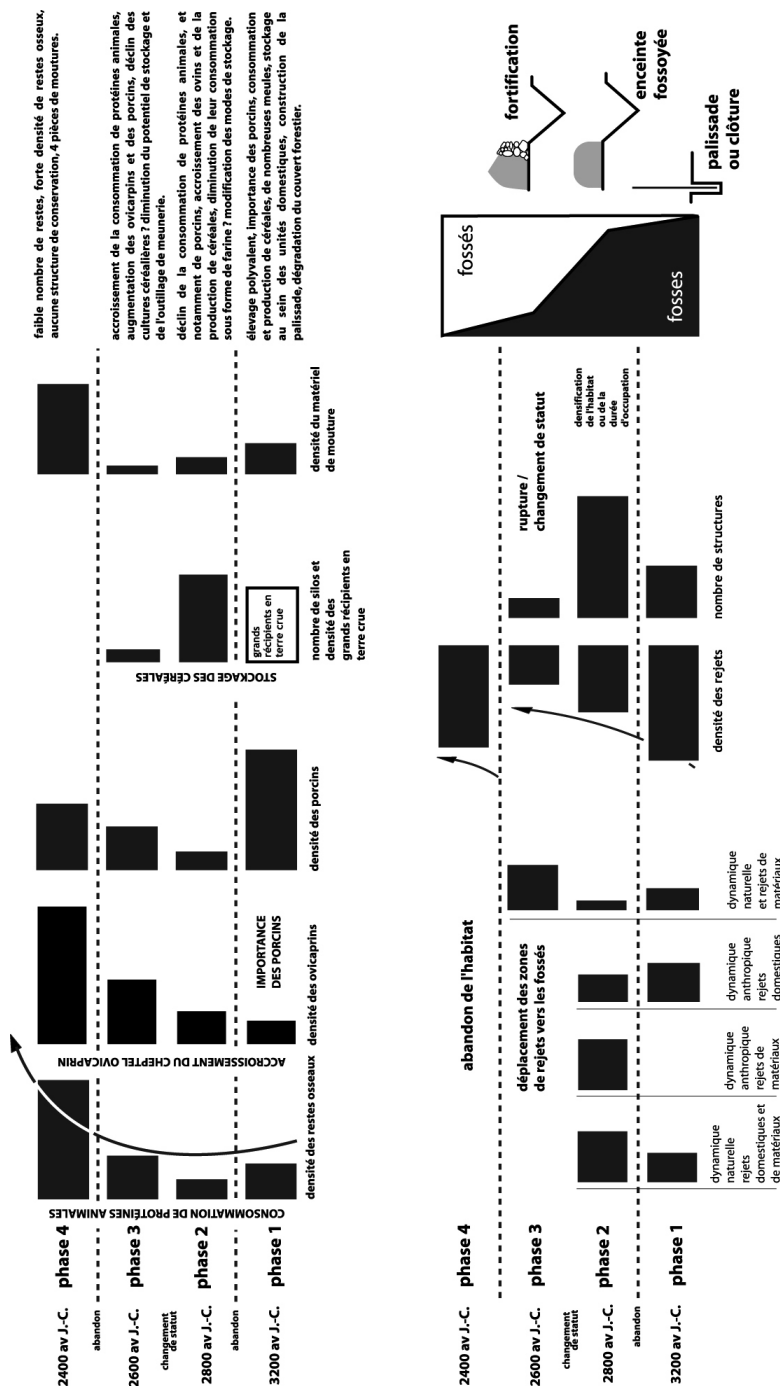 2400 av J.-C. phase 4
abandon
2600 av J.-C. phase 3
changement
de statut
2800 av J.-C. phase 2
abandon
3200 av J.-C. phase 1
CONSOMMATION DE PROTÉINES ANIMALES
densité des restes osseaux
ACCROISSEMENT DU CHEPTEL OVICAPRIN
densité des ovicaprins
IMPORTANCE
DES PORCINS
densité des porcins
STOCKAGE DES CÉRÉALES
grands
récipients en
terre crue
nombre de silos et
densité des
grands récipients en
terre crue
densité du matériel
de mouture
faible nombre de restes, forte densité de restes osseux,
aucune structure de conservation, 4 pièces de moutures.
accroissement de la consommation de protéines animales,
augmentation des ovicarpins et des porcins, déclin des
cultures céréalières ? diminution du potentiel de stockage et
de l'outillage de meunerie.
déclin de la consommation de protéines animales, et
notamment de porcins, accroissement des ovins et de la
production de céréales, diminution de leur consommation
sous forme de farine ? modification des modes de stockage.
élevage polyvalent, importance des porcins, consommation
et production de céréales, de nombreuses meules, stockage
au sein des unités domestiques, construction de la
palissade, dégradation du couvert forestier.
2400 av J.-C. phase 4
2600 av J.-C. phase 3
changement
de statut
2800 av J.-C. phase 2
abandon
3200 av J.-C. phase 1
abandon de l'habitat
déplacement des zones
de rejets vers les fossés
dynamique
naturelle
rejets
domestiques et
de matériaux
dynamique
anthropique
rejets de
matériaux
dynamique
anthropique
rejets
domestiques
dynamique
naturelle
et rejets de
matériaux
densité des rejets
nombre de structures
rupture /
changement de statut
densification
de l'habitat
ou de la
durée
d'occupation
fossés
fosses
fortification
enceinte
fossoyée
palissade
ou clôture